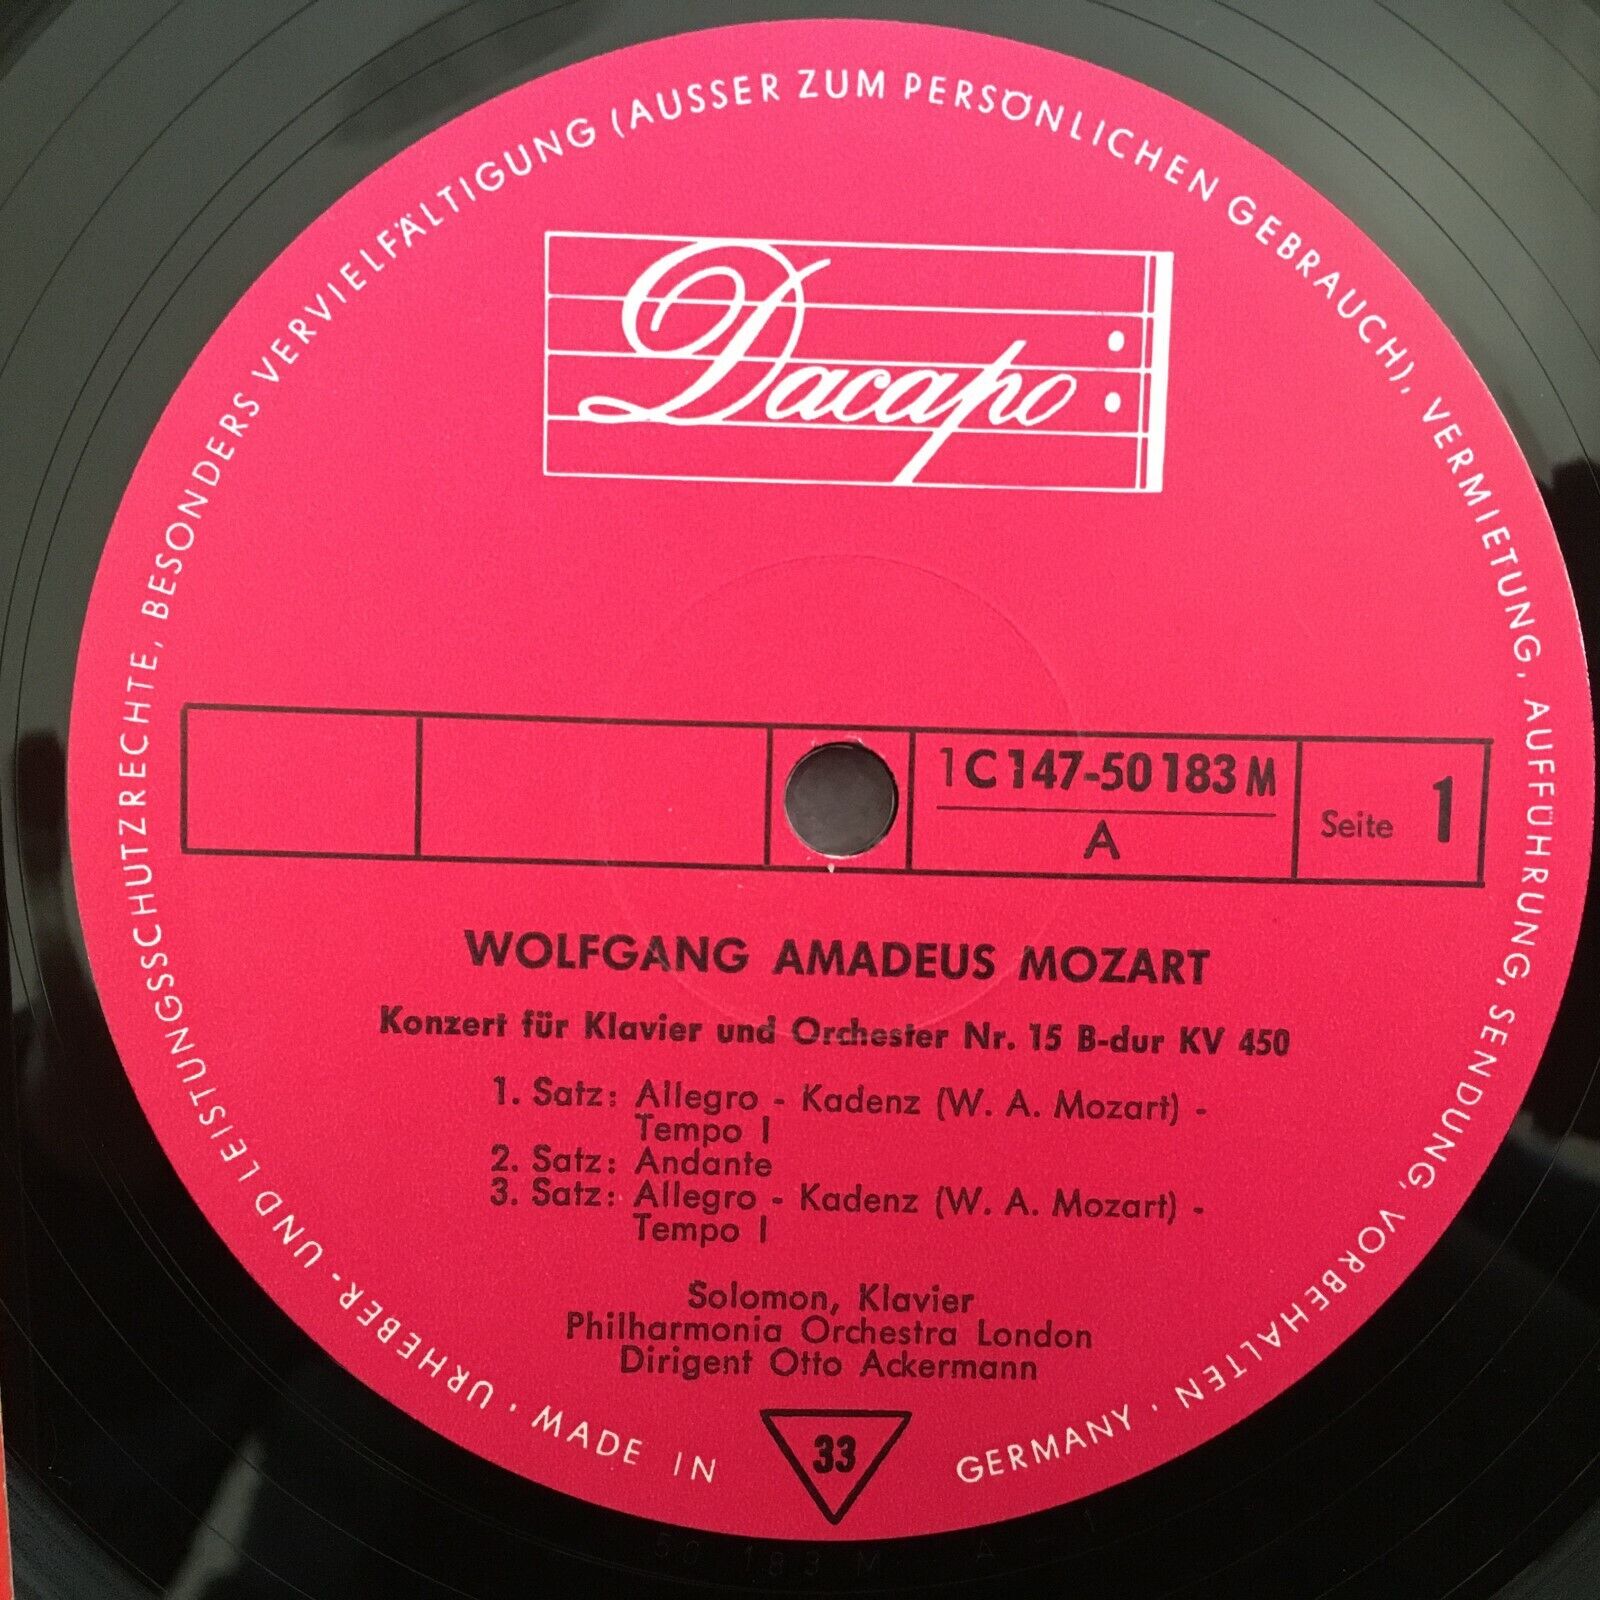 URHEBER- UND LEISTUNGSSCHUTZRECHTE, BESONDERS VERVIELFÄLTIGUNG (AUSSER ZUM PERSÖNLICHEN GEBRAUCH), VERMIETUNG, AUFFÜHRUNG, SENDUNG, VORBEHALTEN
Dacapo
1C 147-50 183 M
A
Seite 1
WOLFGANG AMADEUS MOZART
Konzert für Klavier und Orchester Nr. 15 B-dur KV 450
1. Satz: Allegro - Kadenz (W. A. Mozart) -
Tempo I
2. Satz: Andante
3. Satz: Allegro - Kadenz (W. A. Mozart) -
Tempo I
Solomon, Klavier
Philharmonia Orchestra London
Dirigent Otto Ackermann
· MADE IN GERMANY ·
33
50 183 M A 1